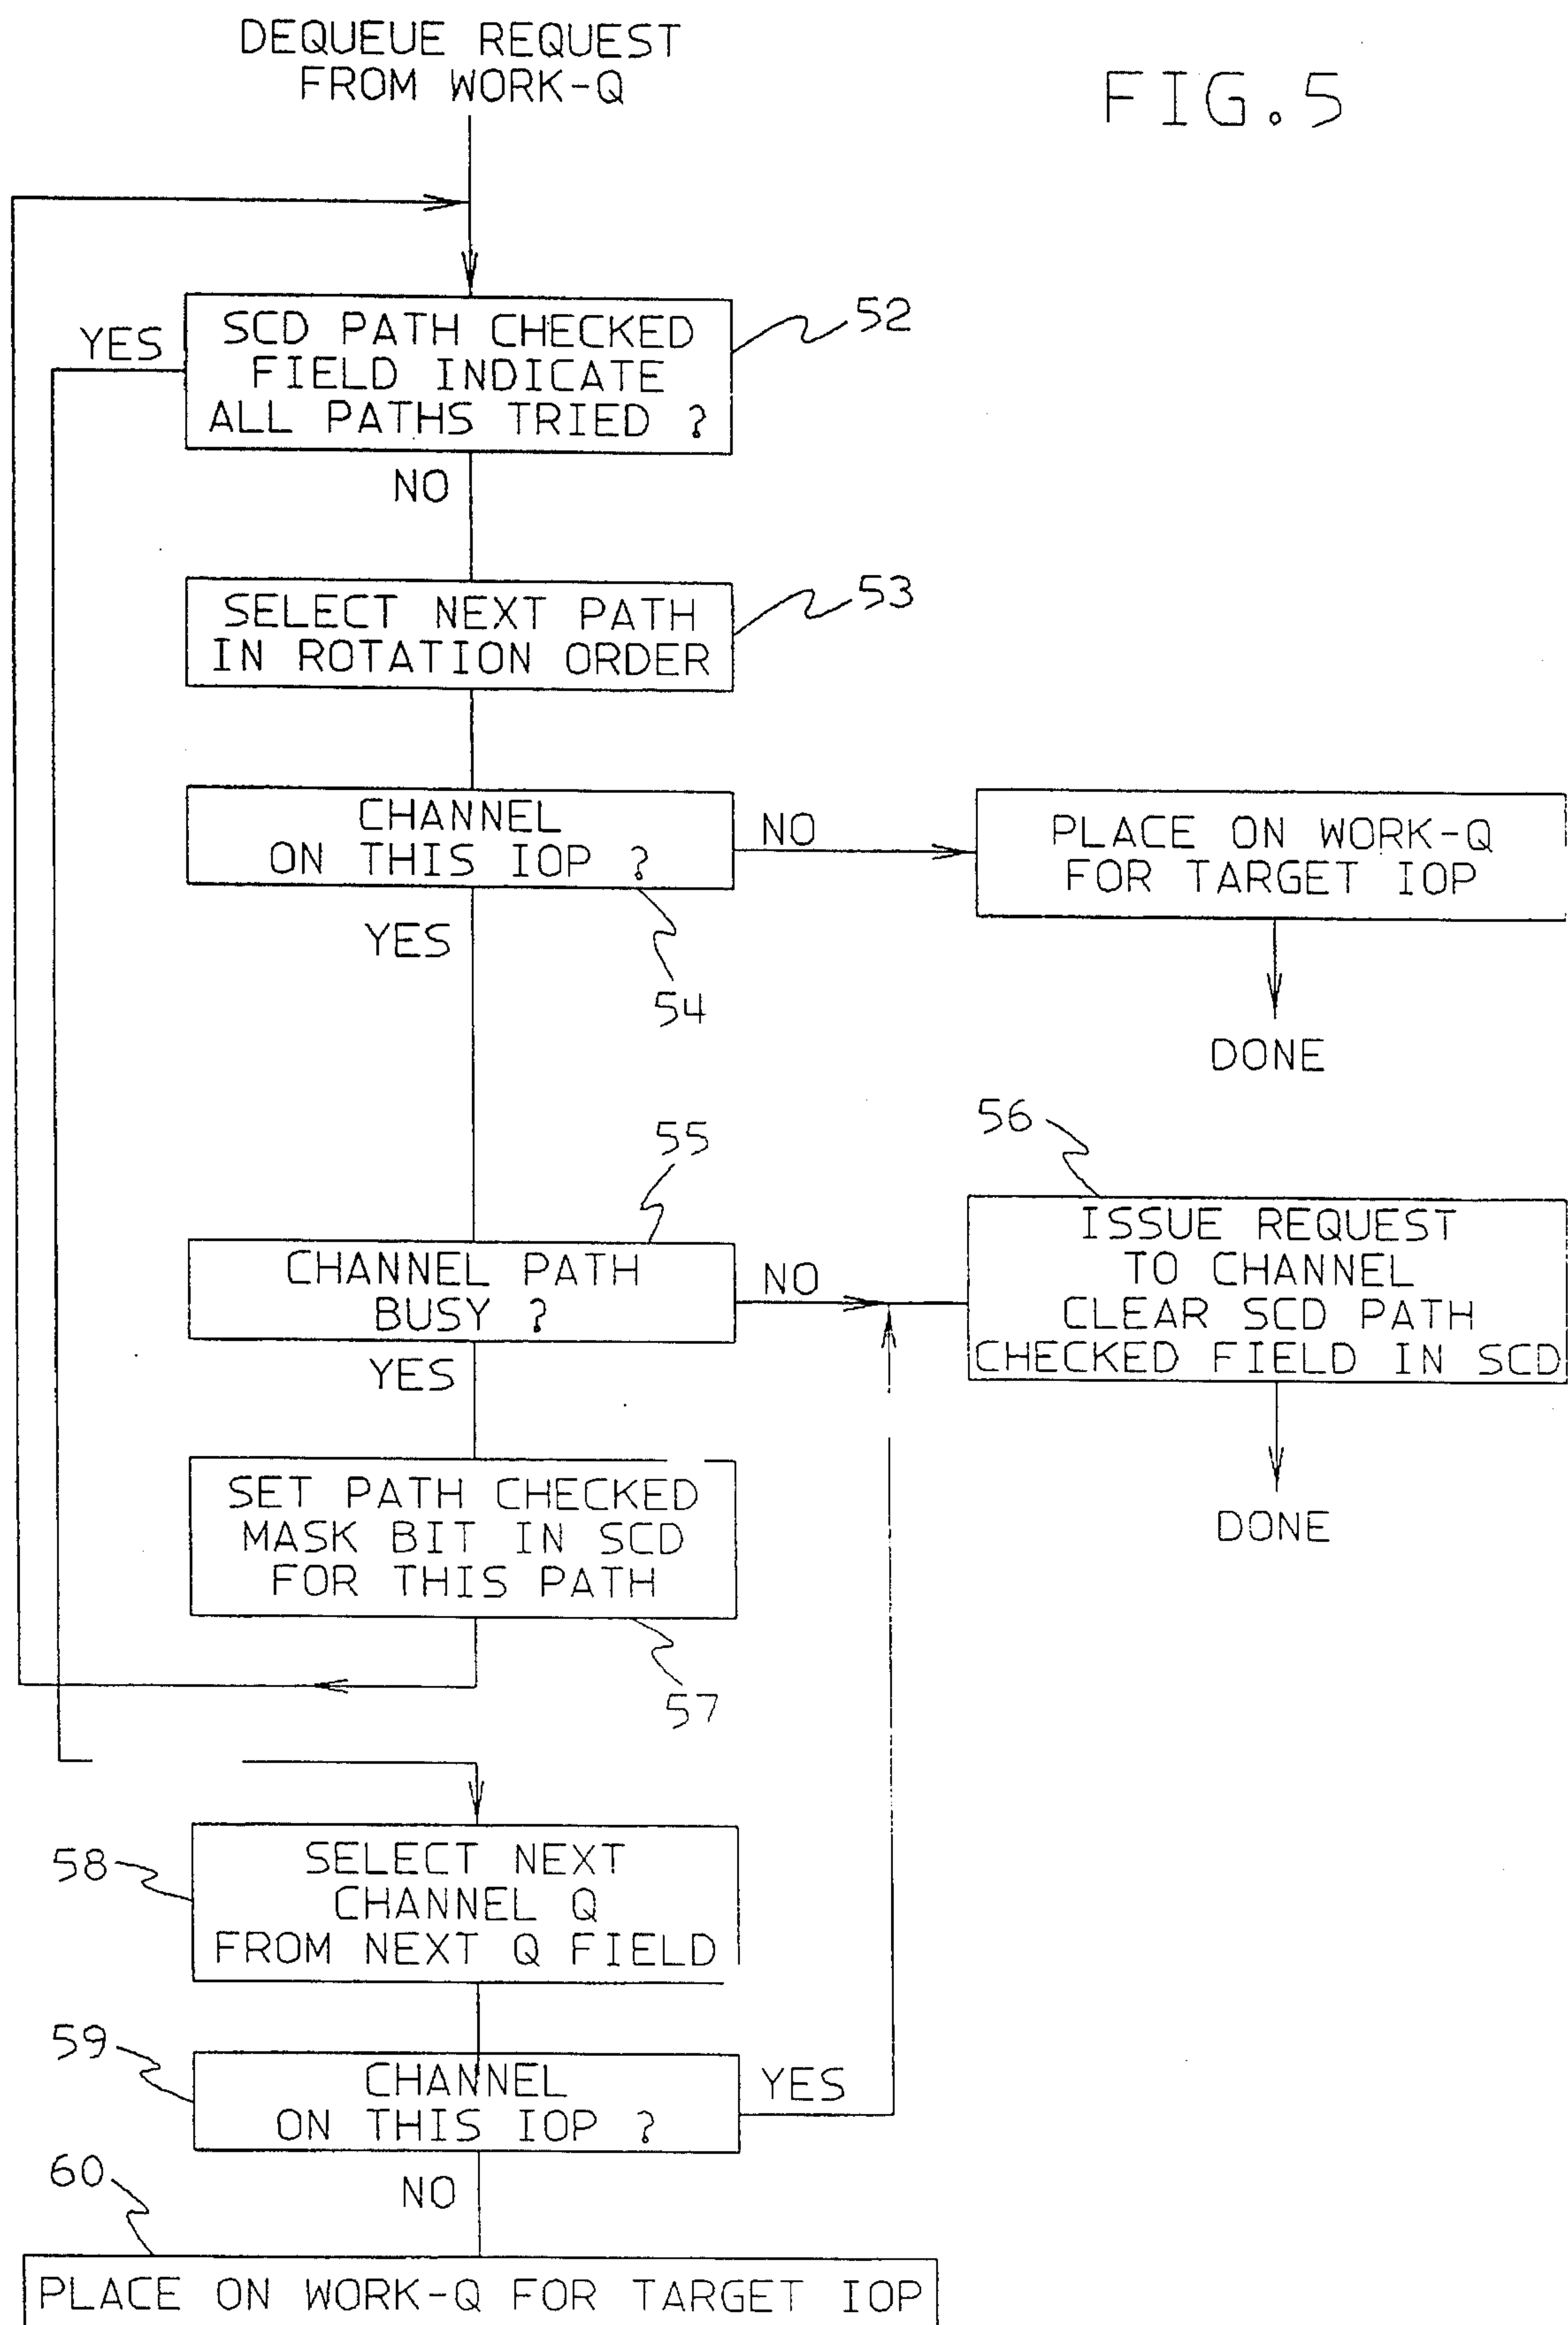 DEQUEUE REQUEST
FROM WORK-Q
FIG.5
YES
SCD PATH CHECKED
FIELD INDICATE
ALL PATHS TRIED ?
52
NO
SELECT NEXT PATH
IN ROTATION ORDER
53
CHANNEL
ON THIS IOP ?
NO
PLACE ON WORK-Q
FOR TARGET IOP
YES
54
DONE
55
56
CHANNEL PATH
BUSY ?
NO
ISSUE REQUEST
TO CHANNEL
CLEAR SCD PATH
CHECKED FIELD IN SCD
YES
SET PATH CHECKED
MASK BIT IN SCD
FOR THIS PATH
DONE
57
58
SELECT NEXT
CHANNEL Q
FROM NEXT Q FIELD
59
CHANNEL
ON THIS IOP ?
YES
60
NO
PLACE ON WORK-Q FOR TARGET IOP